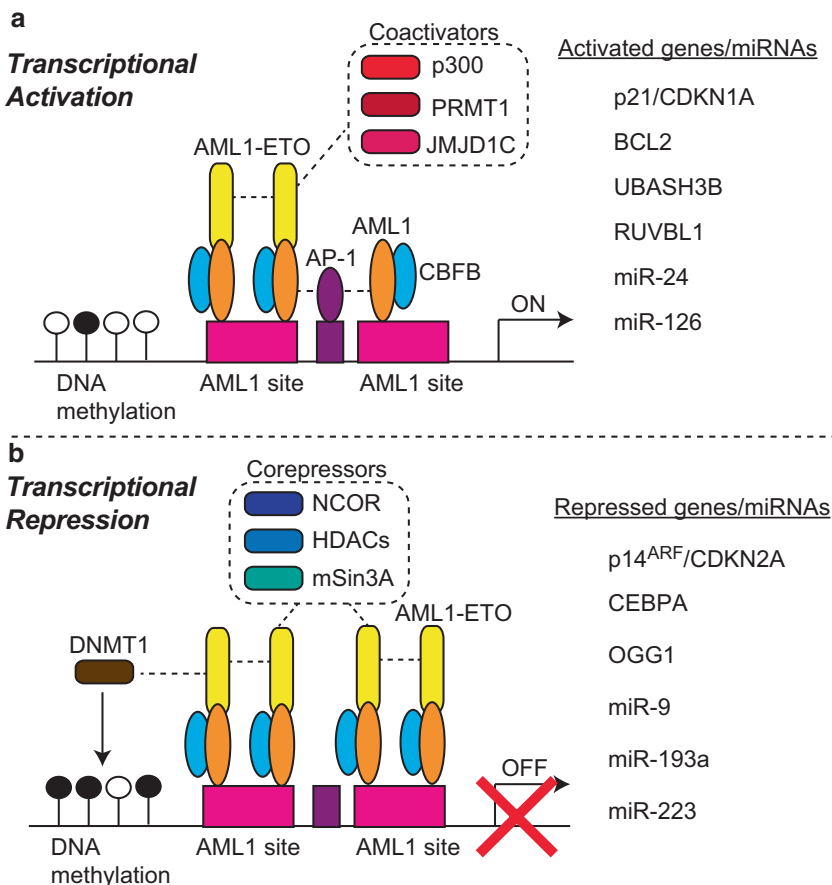 a
Transcriptional
Activation
Coactivators
p300
PRMT1
JMJD1C
AML1-ETO
AP-1
AML1
CBFB
ON
DNA
methylation
AML1 site
AML1 site
Activated genes/miRNAs
p21/CDKN1A
BCL2
UBASH3B
RUVBL1
miR-24
miR-126
b
Transcriptional
Repression
Corepressors
NCOR
HDACs
mSin3A
AML1-ETO
DNMT1
OFF
DNA
methylation
AML1 site
AML1 site
Repressed genes/miRNAs
p14ARF/CDKN2A
CEBPA
OGG1
miR-9
miR-193a
miR-223